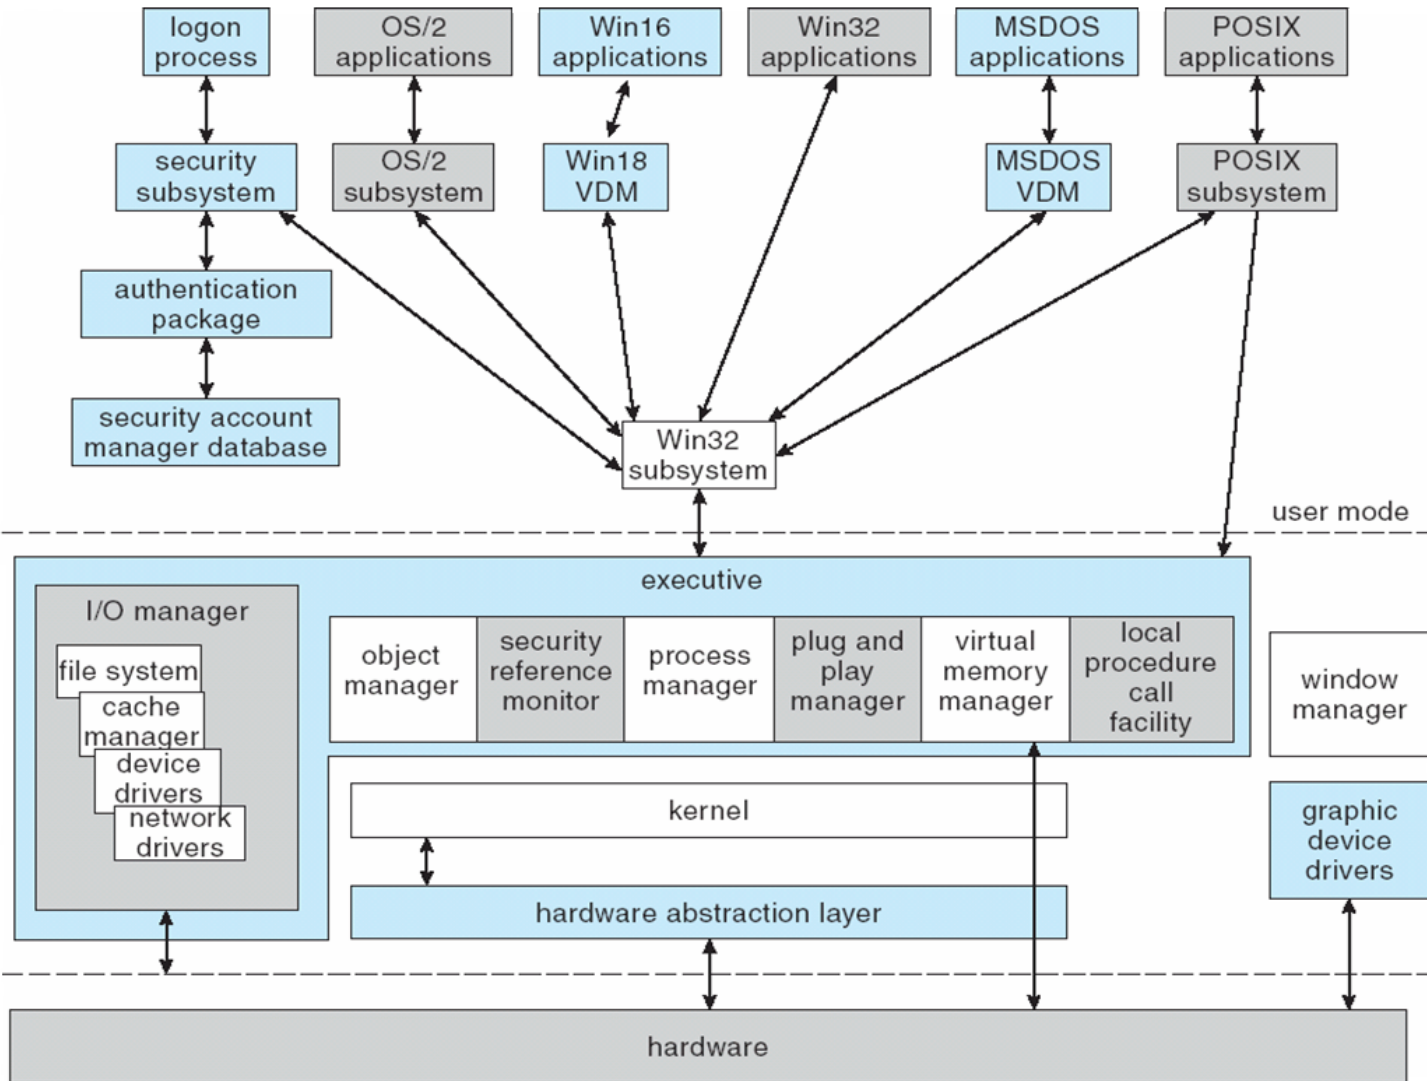 logon
process
OS/2
applications
Win16
applications
Win32
applications
MSDOS
applications
POSIX
applications
security
subsystem
OS/2
subsystem
Win18
VDM
MSDOS
VDM
POSIX
subsystem
authentication
package
security account
manager database
Win32
subsystem
user mode
executive
I/O manager
file system
cache
manager
device
drivers
network
drivers
object
manager
security
reference
monitor
process
manager
plug and
play
manager
virtual
memory
manager
local
procedure
call
facility
window
manager
kernel
graphic
device
drivers
hardware abstraction layer
hardware